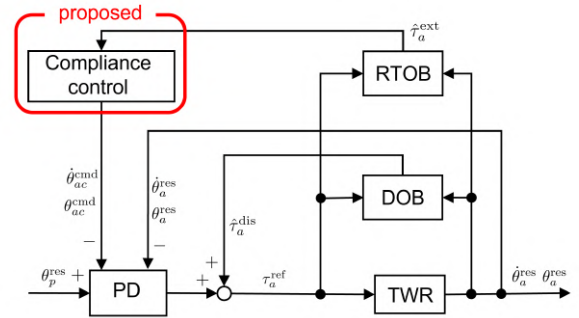 proposed
τ̂_a^ext
Compliance
control
RTOB
θ̇_ac^cmd
θ_ac^cmd
θ̇_a^res
θ_a^res
DOB
τ̂_a^dis
−
−
+
θ_p^res +
PD
+
τ_a^ref
TWR
θ̇_a^res θ_a^res